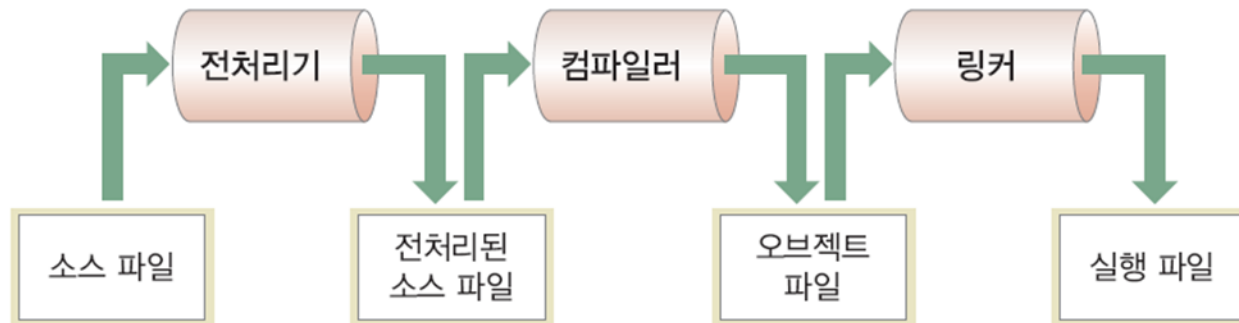 전처리기
컴파일러
링커
소스 파일
전처리된
소스 파일
오브젝트
파일
실행 파일